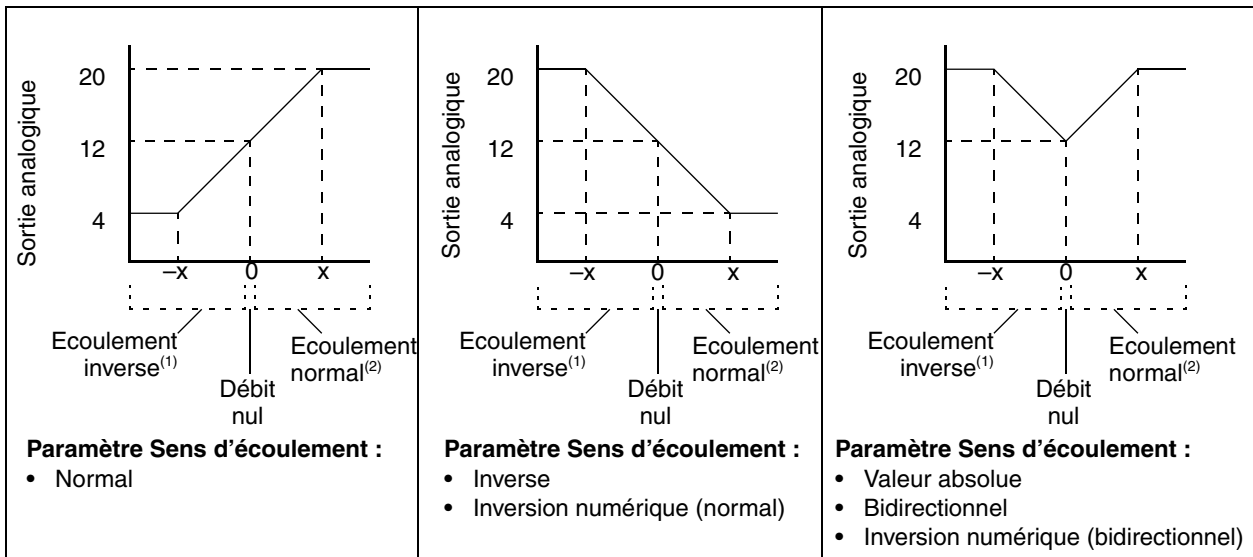 Sortie analogique
20
12
4
–x 0 x
Ecoulement
inverse(1)
Ecoulement
normal(2)
Débit
nul
Paramètre Sens d'écoulement :
• Normal
Sortie analogique
20
12
4
–x 0 x
Ecoulement
inverse(1)
Ecoulement
normal(2)
Débit
nul
Paramètre Sens d'écoulement :
• Inverse
• Inversion numérique (normal)
Sortie analogique
20
12
4
–x 0 x
Ecoulement
inverse(1)
Ecoulement
normal(2)
Débit
nul
Paramètre Sens d'écoulement :
• Valeur absolue
• Bidirectionnel
• Inversion numérique (bidirectionnel)